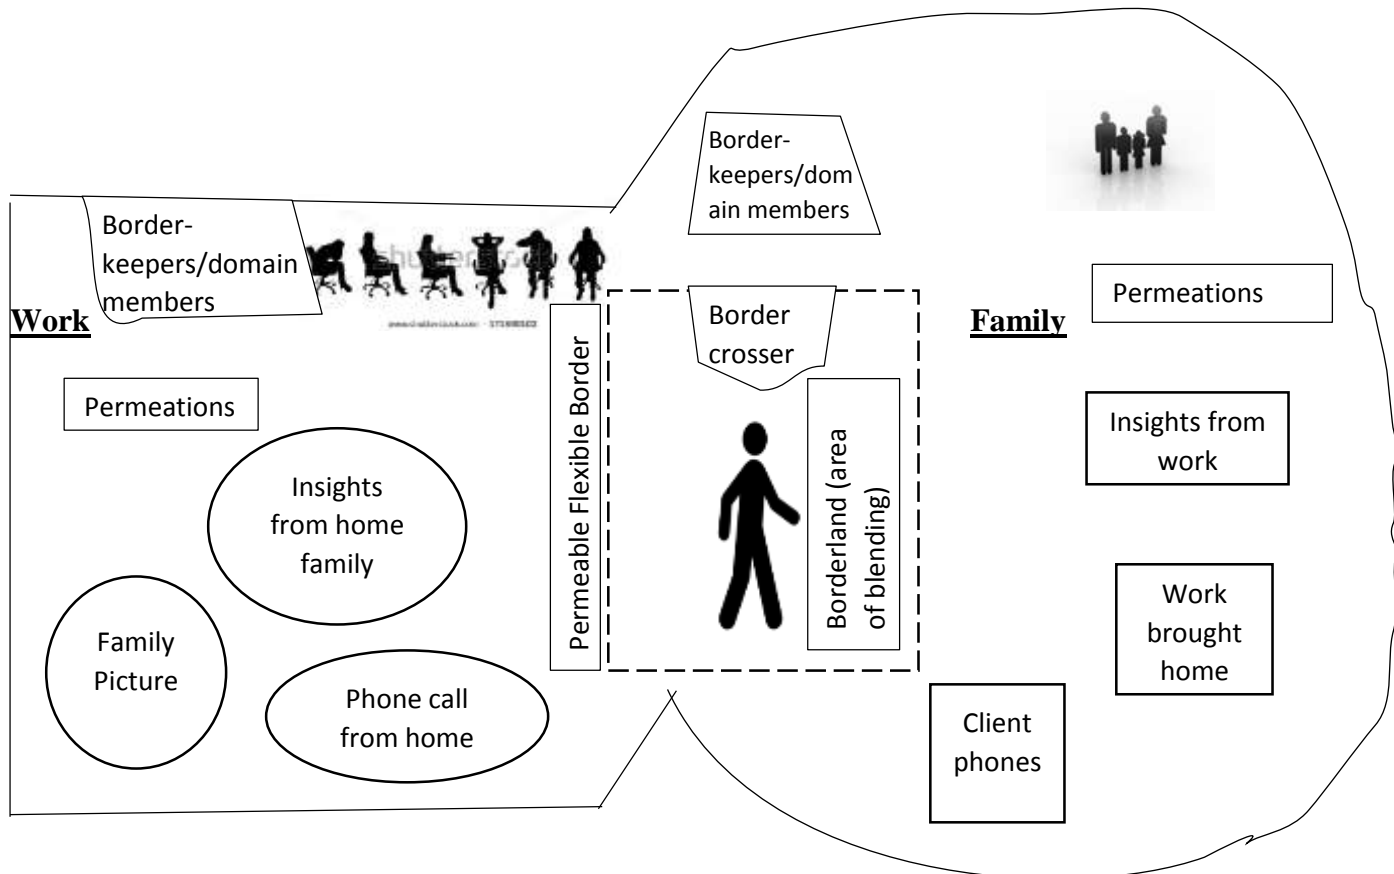 Border-
keepers/domain
members
Work
Permeations
Insights
from home
family
Family
Picture
Phone call
from home
Permeable Flexible Border
Border-
keepers/dom
ain members
Border
crosser
Borderland (area
of blending)
Family
Permeations
Insights from
work
Work
brought
home
Client
phones